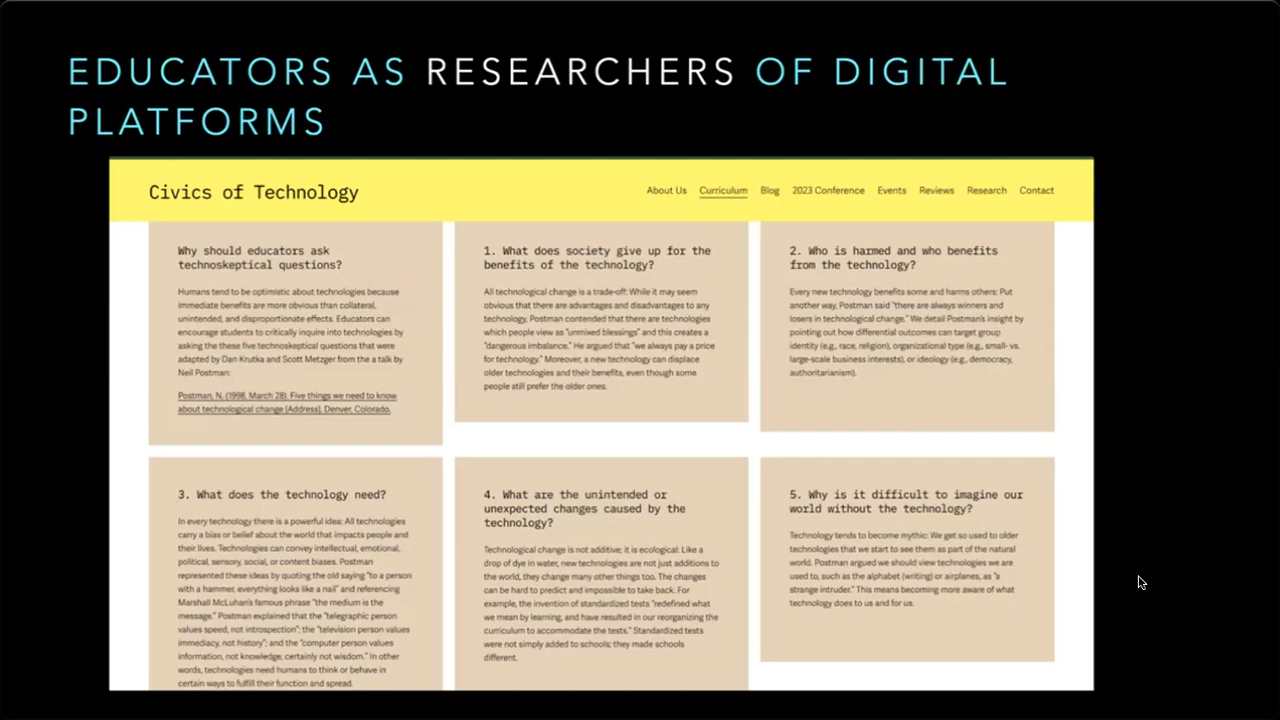 EDUCATORS AS RESEARCHERS OF DIGITAL
PLATFORMS
Civics of Technology
About Us Curriculum Blog 2023 Conference Events Reviews Research Contact
Why should educators ask
technoskeptical questions?
Humans tend to be optimistic about technologies because
immediate benefits are more obvious than collateral,
unintended, and disproportionate effects. Educators can
encourage students to critically inquire into technologies by
asking the these five technoskeptical questions that were
adapted by Dan Krutka and Scott Metzger from the a talk by
Neil Postman:
Postman, N. (1998, March 28). Five things we need to know
about technological change [Address]. Denver, Colorado,
1. What does society give up for the
benefits of the technology?
All technological change is a trade-off: While it may seem
obvious that there are advantages and disadvantages to any
technology, Postman contended that there are technologies
which people view as "unmixed blessings" and this creates a
"dangerous imbalance." He argued that "we always pay a price
for technology." Moreover, a new technology can displace
older technologies and their benefits, even though some
people still prefer the older ones.
2. Who is harmed and who benefits
from the technology?
Every new technology benefits some and harms others: Put
another way, Postman said "there are always winners and
losers in technological change." We detail Postman's insight by
pointing out how differential outcomes can target group
identity (e.g., race, religion), organizational type (e.g., small- vs.
large-scale business interests), or ideology (e.g., democracy,
authoritarianism).
3. What does the technology need?
In every technology there is a powerful idea: All technologies
carry a bias or belief about the world that impacts people and
their lives. Technologies can convey intellectual, emotional,
political, sensory, social, or content biases. Postman
represented these ideas by quoting the old saying "to a person
with a hammer, everything looks like a nail" and referencing
Marshall McLuhan's famous phrase "the medium is the
message." Postman explained that the "telegraphic person
values speed, not introspection"; the "television person values
immediacy, not history"; and the "computer person values
information, not knowledge, certainly not wisdom." In other
words, technologies need humans to think or behave in
certain ways to fulfill their function and spread.
4. What are the unintended or
unexpected changes caused by the
technology?
Technological change is not additive; it is ecological: Like a
drop of dye in water, new technologies are not just additions to
the world, they change many other things too. The changes
can be hard to predict and impossible to take back. For
example, the invention of standardized tests "redefined what
we mean by learning, and have resulted in our reorganizing the
curriculum to accommodate the tests." Standardized tests
were not simply added to schools; they made schools
different.
5. Why is it difficult to imagine our
world without the technology?
Technology tends to become mythic: We get so used to older
technologies that we start to see them as part of the natural
world. Postman argued we should view technologies we are
used to, such as the alphabet (writing) or airplanes, as "a
strange intruder." This means becoming more aware of what
technology does to us and for us.